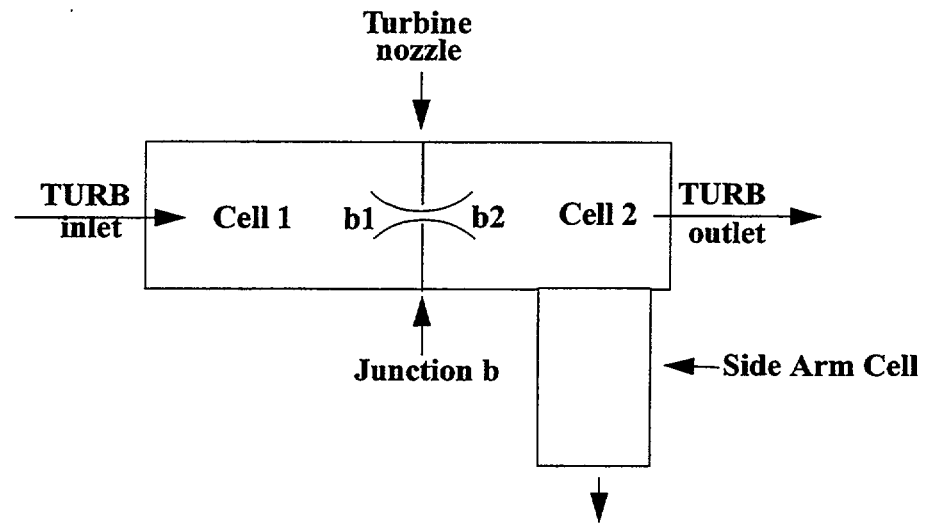 Turbine
nozzle
TURB
inlet
Cell 1
b1
b2
Cell 2
TURB
outlet
Junction b
Side Arm Cell